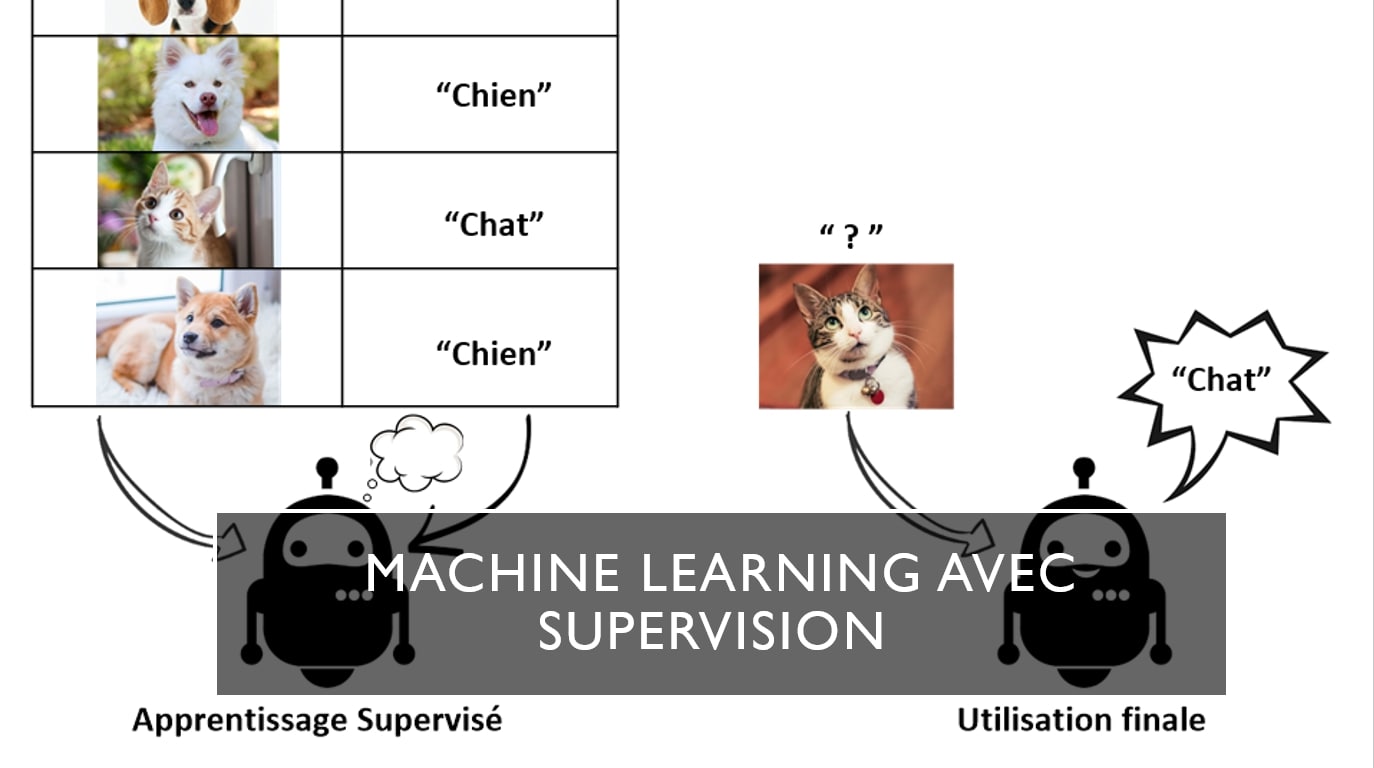 “Chien”
“Chat”
“Chien”
“ ? ”
“Chat”
MACHINE LEARNING AVEC
SUPERVISION
Apprentissage Supervisé
Utilisation finale